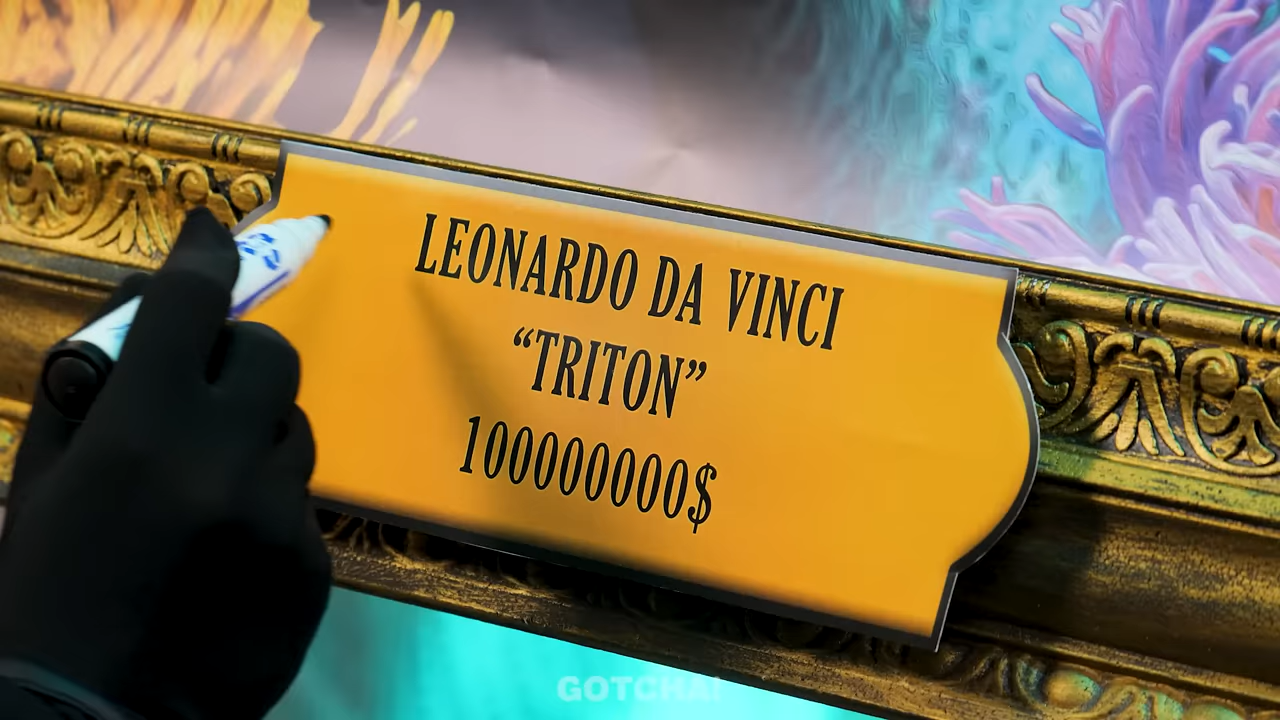 LEONARDO DA VINCI
“TRITON”
100000000$
GOTCHA!